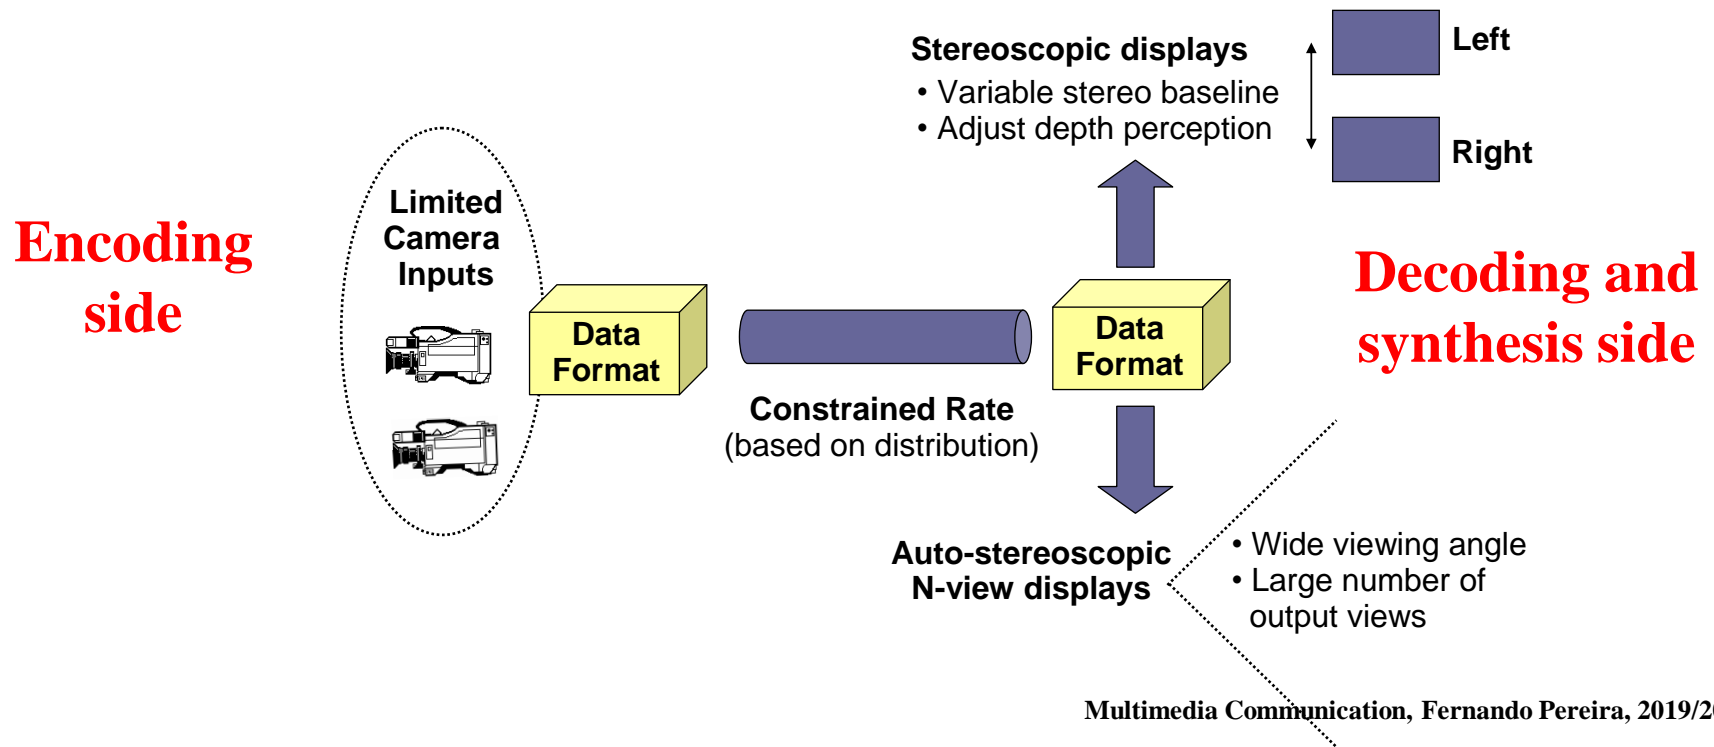 Encoding
side
Limited
Camera
Inputs
Data
Format
Constrained Rate
(based on distribution)
Data
Format
Stereoscopic displays
• Variable stereo baseline
• Adjust depth perception
Left
Right
Decoding and
synthesis side
Auto-stereoscopic
N-view displays
• Wide viewing angle
• Large number of
output views
Multimedia Communication, Fernando Pereira, 2019/20